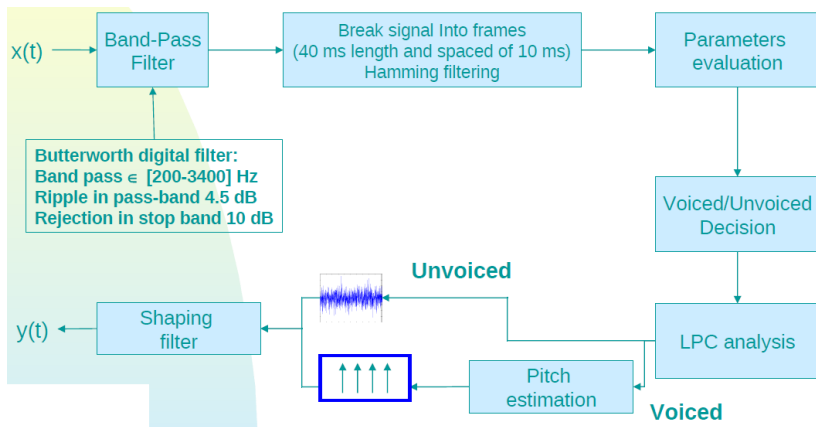 x(t)
Band-Pass
Filter
Break signal Into frames
(40 ms length and spaced of 10 ms)
Hamming filtering
Parameters
evaluation
Butterworth digital filter:
Band pass ∈ [200-3400] Hz
Ripple in pass-band 4.5 dB
Rejection in stop band 10 dB
Voiced/Unvoiced
Decision
Unvoiced
y(t)
Shaping
filter
LPC analysis
Pitch
estimation
Voiced